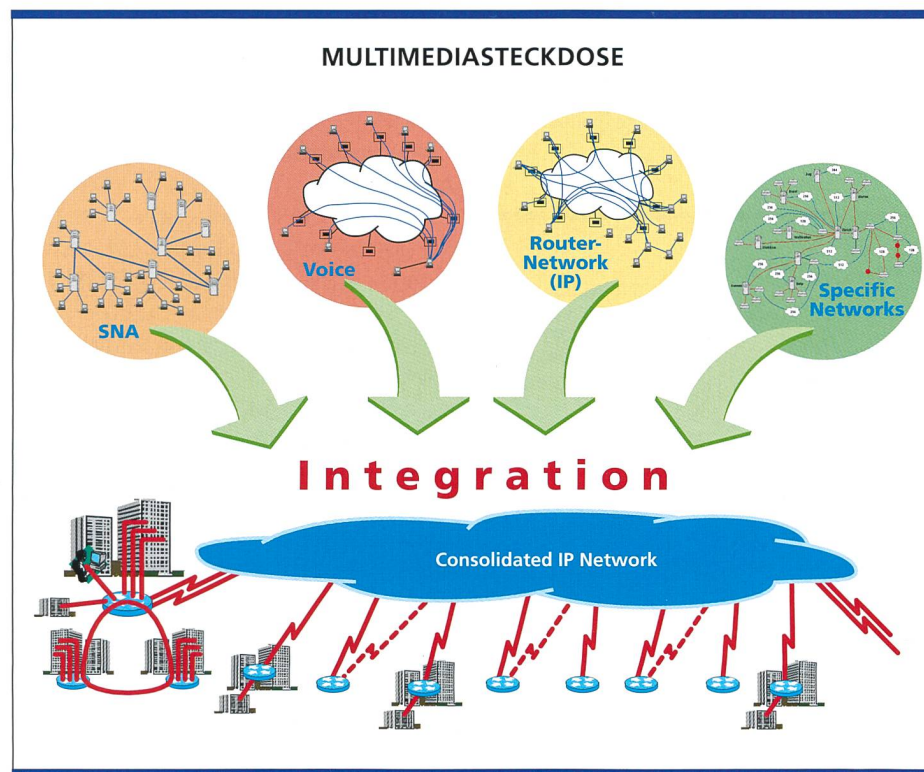 MULTIMEDIASTECKDOSE
SNA
Voice
Router-
Network
(IP)
Specific
Networks
Integration
Consolidated IP Network